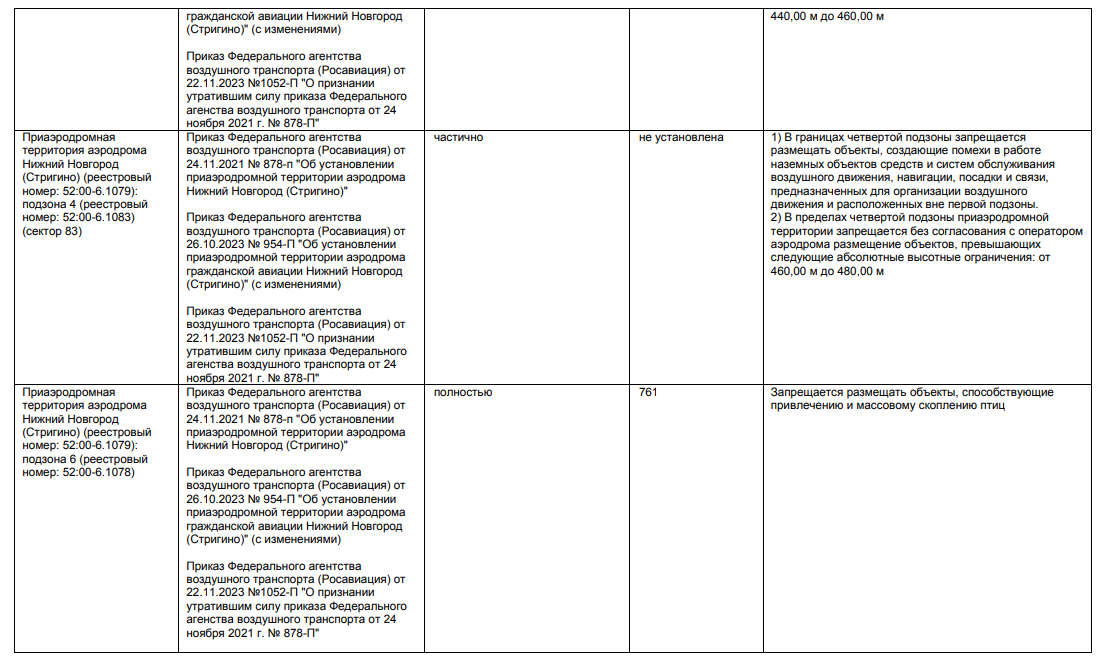 гражданской авиации Нижний Новгород
(Стригино)" (с изменениями)
Приказ Федерального агентства
воздушного транспорта (Росавиация) от
22.11.2023 №1052-П "О признании
утратившим силу приказа Федерального
агенства воздушного транспорта от 24
ноября 2021 г. № 878-П"
440,00 м до 460,00 м
Приаэродромная
территория аэродрома
Нижний Новгород
(Стригино) (реестровый
номер: 52:00-6.1079):
подзона 4 (реестровый
номер: 52:00-6.1083)
(сектор 83)
Приказ Федерального агентства
воздушного транспорта (Росавиация) от
24.11.2021 № 878-п "Об установлении
приаэродромной территории аэродрома
Нижний Новгород (Стригино)"
Приказ Федерального агентства
воздушного транспорта (Росавиация) от
26.10.2023 № 954-П "Об установлении
приаэродромной территории аэродрома
гражданской авиации Нижний Новгород
(Стригино)" (с изменениями)
Приказ Федерального агентства
воздушного транспорта (Росавиация) от
22.11.2023 №1052-П "О признании
утратившим силу приказа Федерального
агенства воздушного транспорта от 24
ноября 2021 г. № 878-П"
частично
не установлена
1) В границах четвертой подзоны запрещается
размещать объекты, создающие помехи в работе
наземных объектов средств и систем обслуживания
воздушного движения, навигации, посадки и связи,
предназначенных для организации воздушного
движения и расположенных вне первой подзоны.
2) В пределах четвертой подзоны приаэродромной
территории запрещается без согласования с оператором
аэродрома размещение объектов, превышающих
следующие абсолютные высотные ограничения: от
460,00 м до 480,00 м
Приаэродромная
территория аэродрома
Нижний Новгород
(Стригино) (реестровый
номер: 52:00-6.1079):
подзона 6 (реестровый
номер: 52:00-6.1078)
Приказ Федерального агентства
воздушного транспорта (Росавиация) от
24.11.2021 № 878-п "Об установлении
приаэродромной территории аэродрома
Нижний Новгород (Стригино)"
Приказ Федерального агентства
воздушного транспорта (Росавиация) от
26.10.2023 № 954-П "Об установлении
приаэродромной территории аэродрома
гражданской авиации Нижний Новгород
(Стригино)" (с изменениями)
Приказ Федерального агентства
воздушного транспорта (Росавиация) от
22.11.2023 №1052-П "О признании
утратившим силу приказа Федерального
агенства воздушного транспорта от 24
ноября 2021 г. № 878-П"
полностью
761
Запрещается размещать объекты, способствующие
привлечению и массовому скоплению птиц